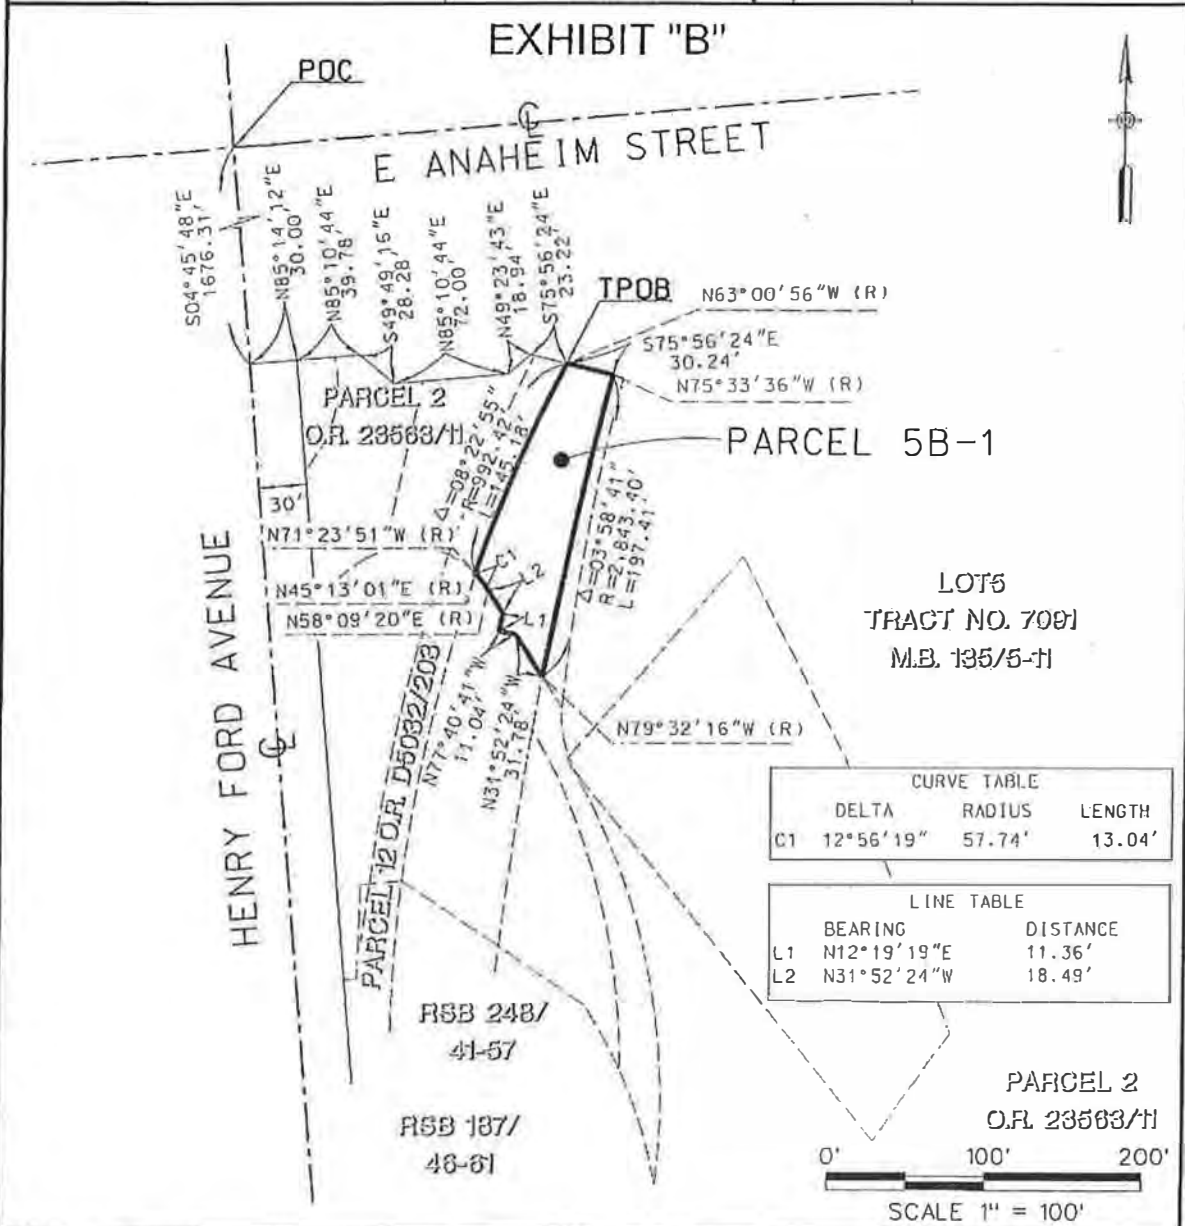 EXHIBIT "B"
POC
℄
E ANAHEIM STREET
S04°45'48"E
1676.31'
N85°14'12"E
30.00'
N85°10'44"E
39.78'
S49°49'16"E
28.28'
N85°10'44"E
72.00'
N49°23'43"E
18.94'
S75°56'24"E
23.22'
TPOB
N63°00'56"W (R)
S75°56'24"E
30.24'
N75°33'36"W (R)
PARCEL 2
O.R. 23563/11
Δ=08°22'55"
R=992.42'
L=145.18'
PARCEL 5B-1
30'
N71°23'51"W (R)
N45°13'01"E (R)
N58°09'20"E (R)
C1
L2
L1
Δ=03°58'41"
R=2,843.40'
L=197.41'
LOT 5
TRACT NO. 7091
M.B. 135/5-11
HENRY FORD AVENUE
℄
PARCEL 12 O.R. D5032/203
N77°40'41"W
11.04'
N31°52'24"W
31.78'
N79°32'16"W (R)
CURVE TABLE
DELTA RADIUS LENGTH
C1 12°56'19" 57.74' 13.04'
LINE TABLE
BEARING DISTANCE
L1 N12°19'19"E 11.36'
L2 N31°52'24"W 18.49'
RSB 248/
41-57
RSB 187/
46-61
PARCEL 2
O.R. 23563/11
0' 100' 200'
SCALE 1" = 100'